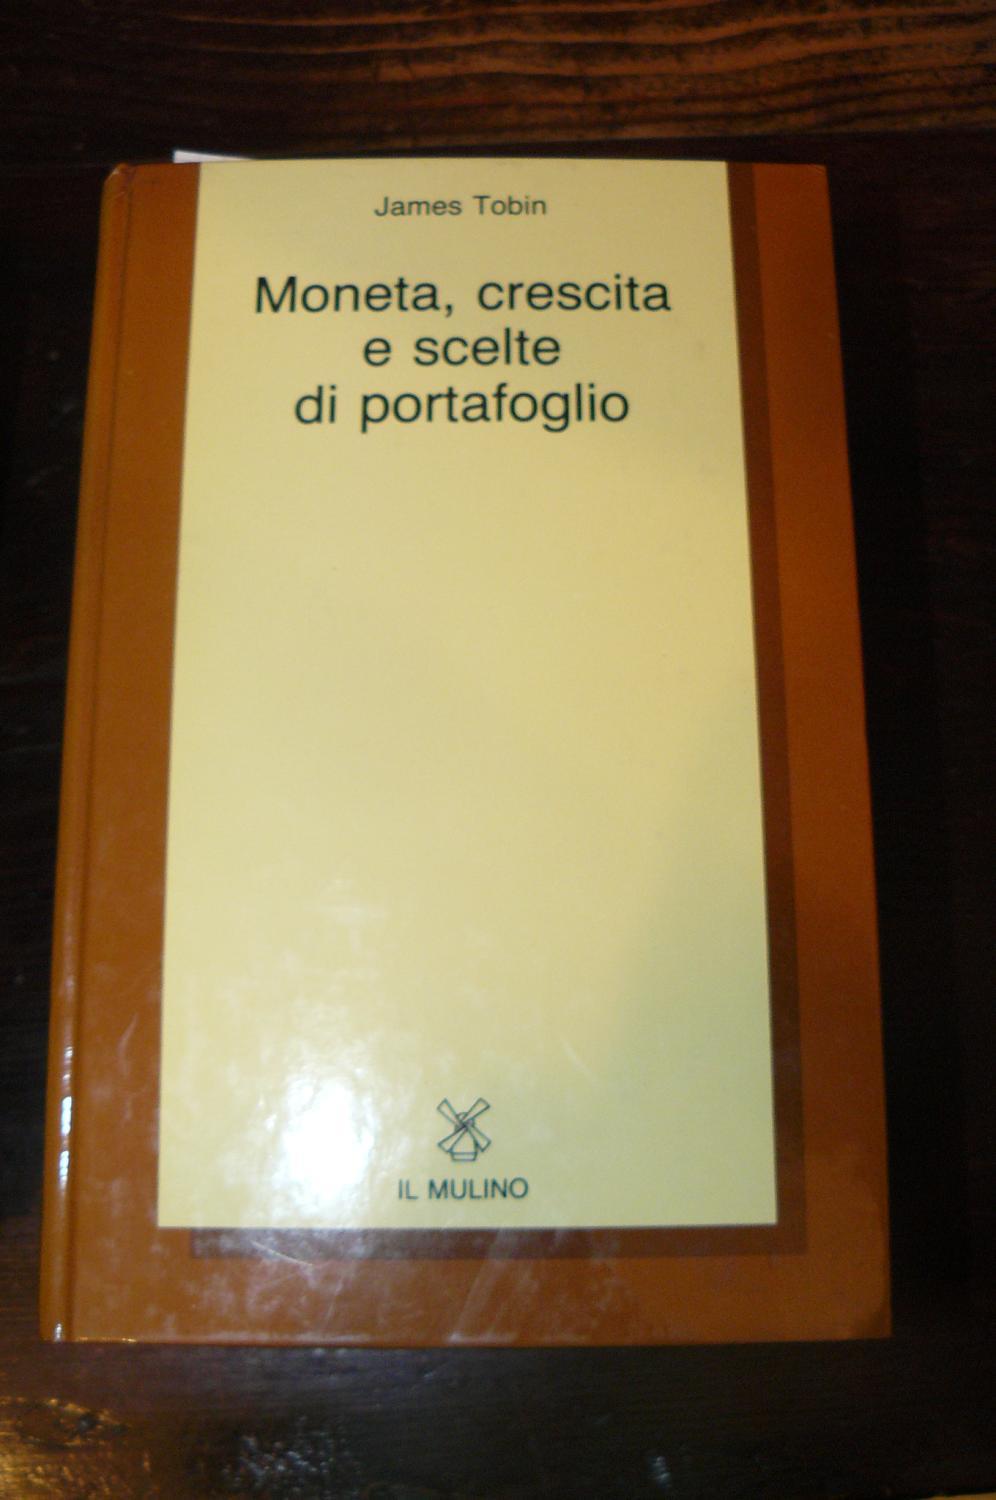 James Tobin
Moneta, crescita
e scelte
di portafoglio
IL MULINO